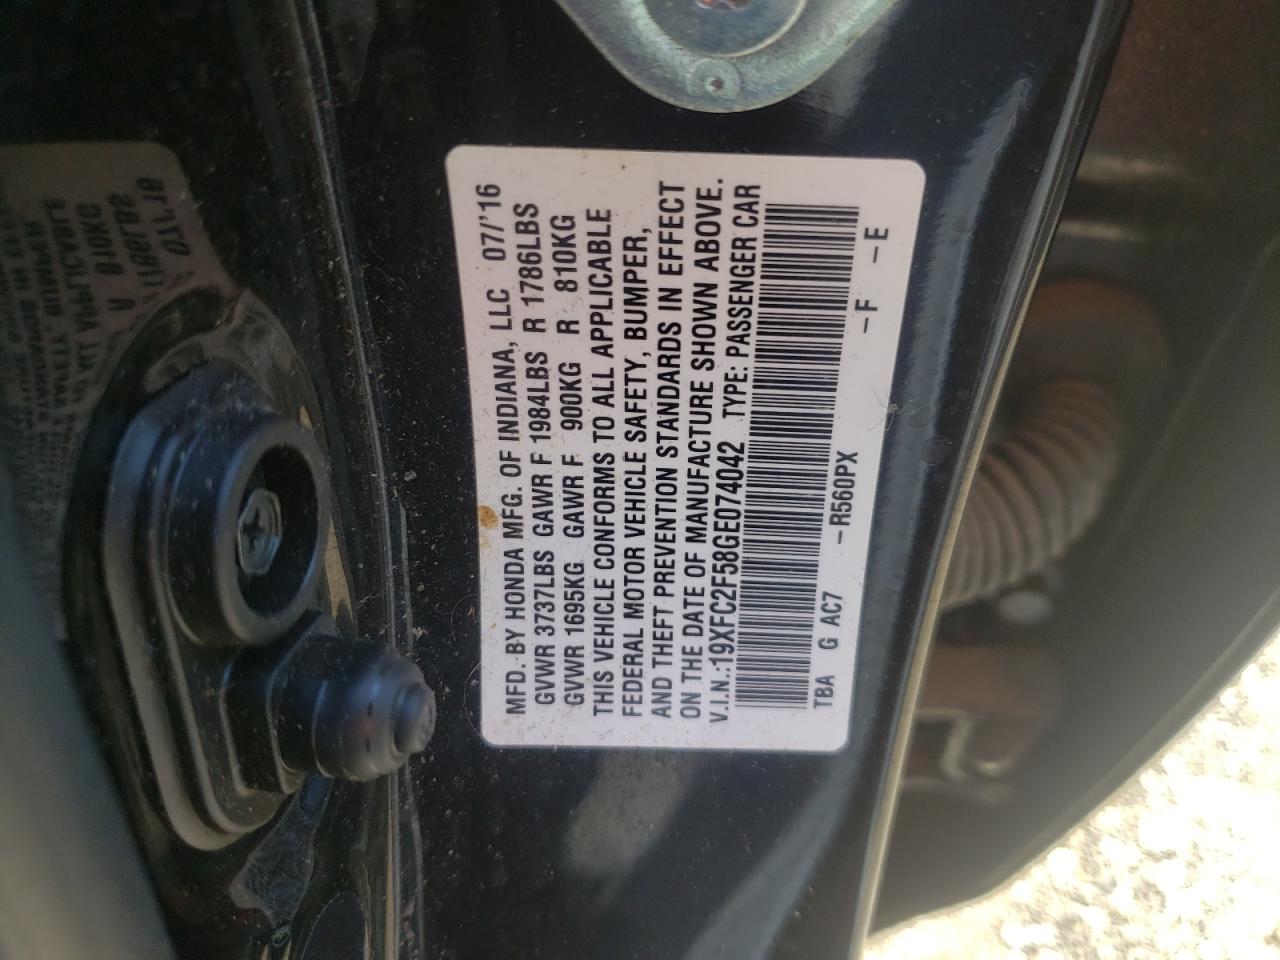 MFD. BY HONDA MFG. OF INDIANA, LLC 07/'16
GVWR 3737LBS GAWR F 1984LBS R 1786LBS
GVWR 1695KG GAWR F 900KG R 810KG
THIS VEHICLE CONFORMS TO ALL APPLICABLE
FEDERAL MOTOR VEHICLE SAFETY, BUMPER,
AND THEFT PREVENTION STANDARDS IN EFFECT
ON THE DATE OF MANUFACTURE SHOWN ABOVE.
V.I.N.:19XFC2F58GE074042 TYPE: PASSENGER CAR
TBA G AC7 -R560PX -F -E